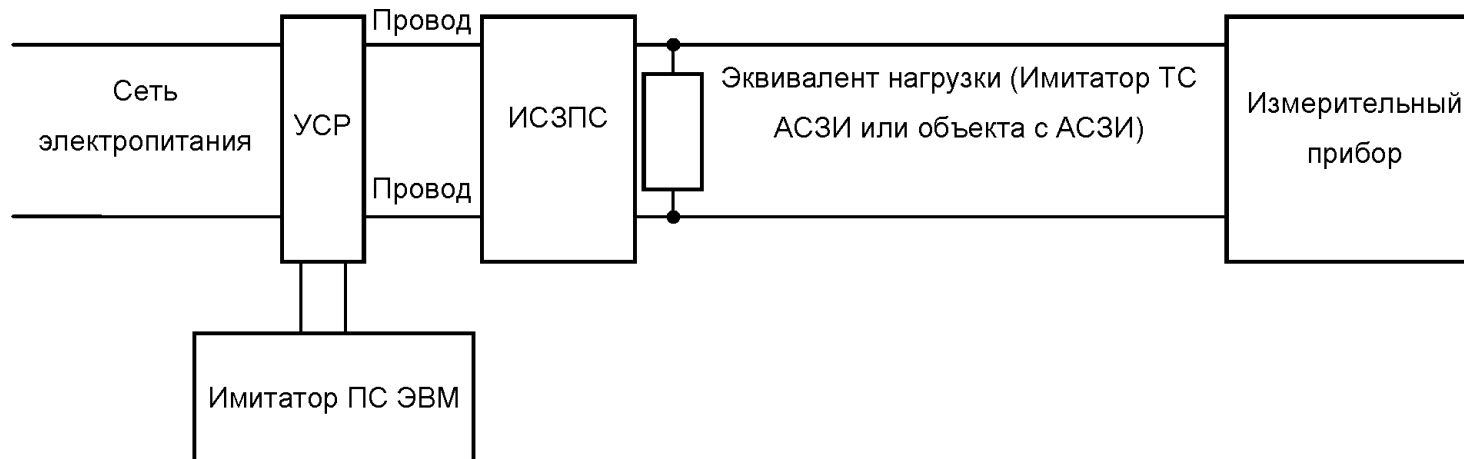 Провод
Сеть
электропитания
УСР
Провод
ИСЗПС
Эквивалент нагрузки (Имитатор ТС
АСЗИ или объекта с АСЗИ)
Измерительный
прибор
Имитатор ПС ЭВМ